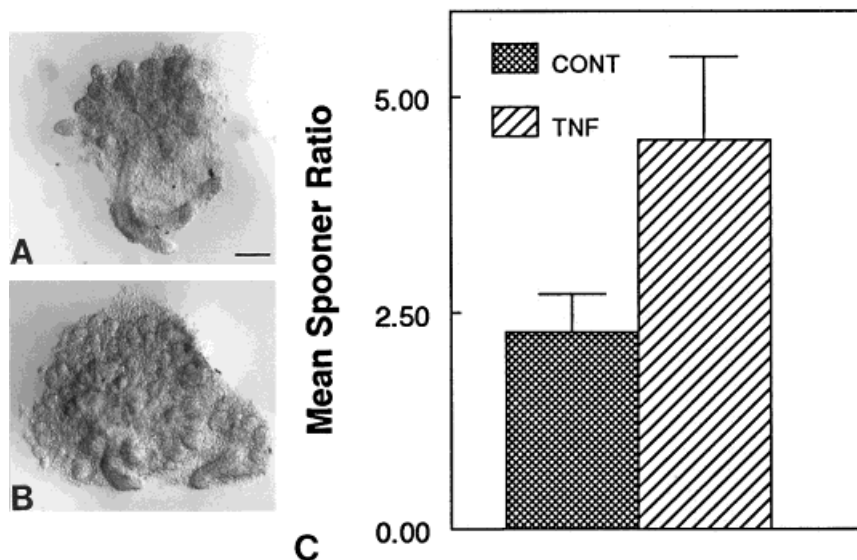 A
B
Mean Spooner Ratio
5.00
2.50
0.00
CONT
TNF
C